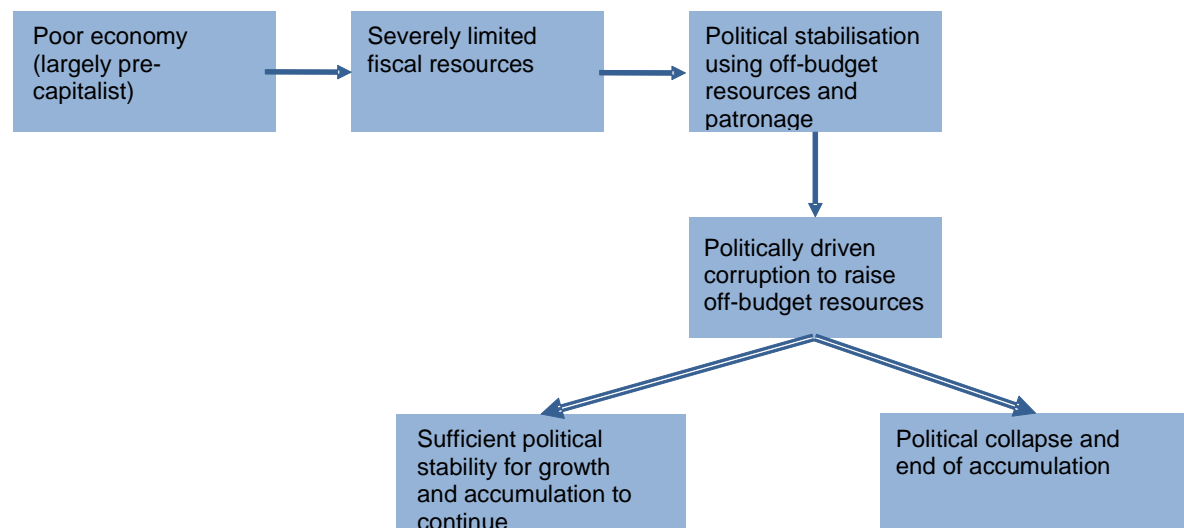 Poor economy
(largely pre-
capitalist)
Severely limited
fiscal resources
Political stabilisation
using off-budget
resources and
patronage
Politically driven
corruption to raise
off-budget resources
Sufficient political
stability for growth
and accumulation to
continue
Political collapse and
end of accumulation